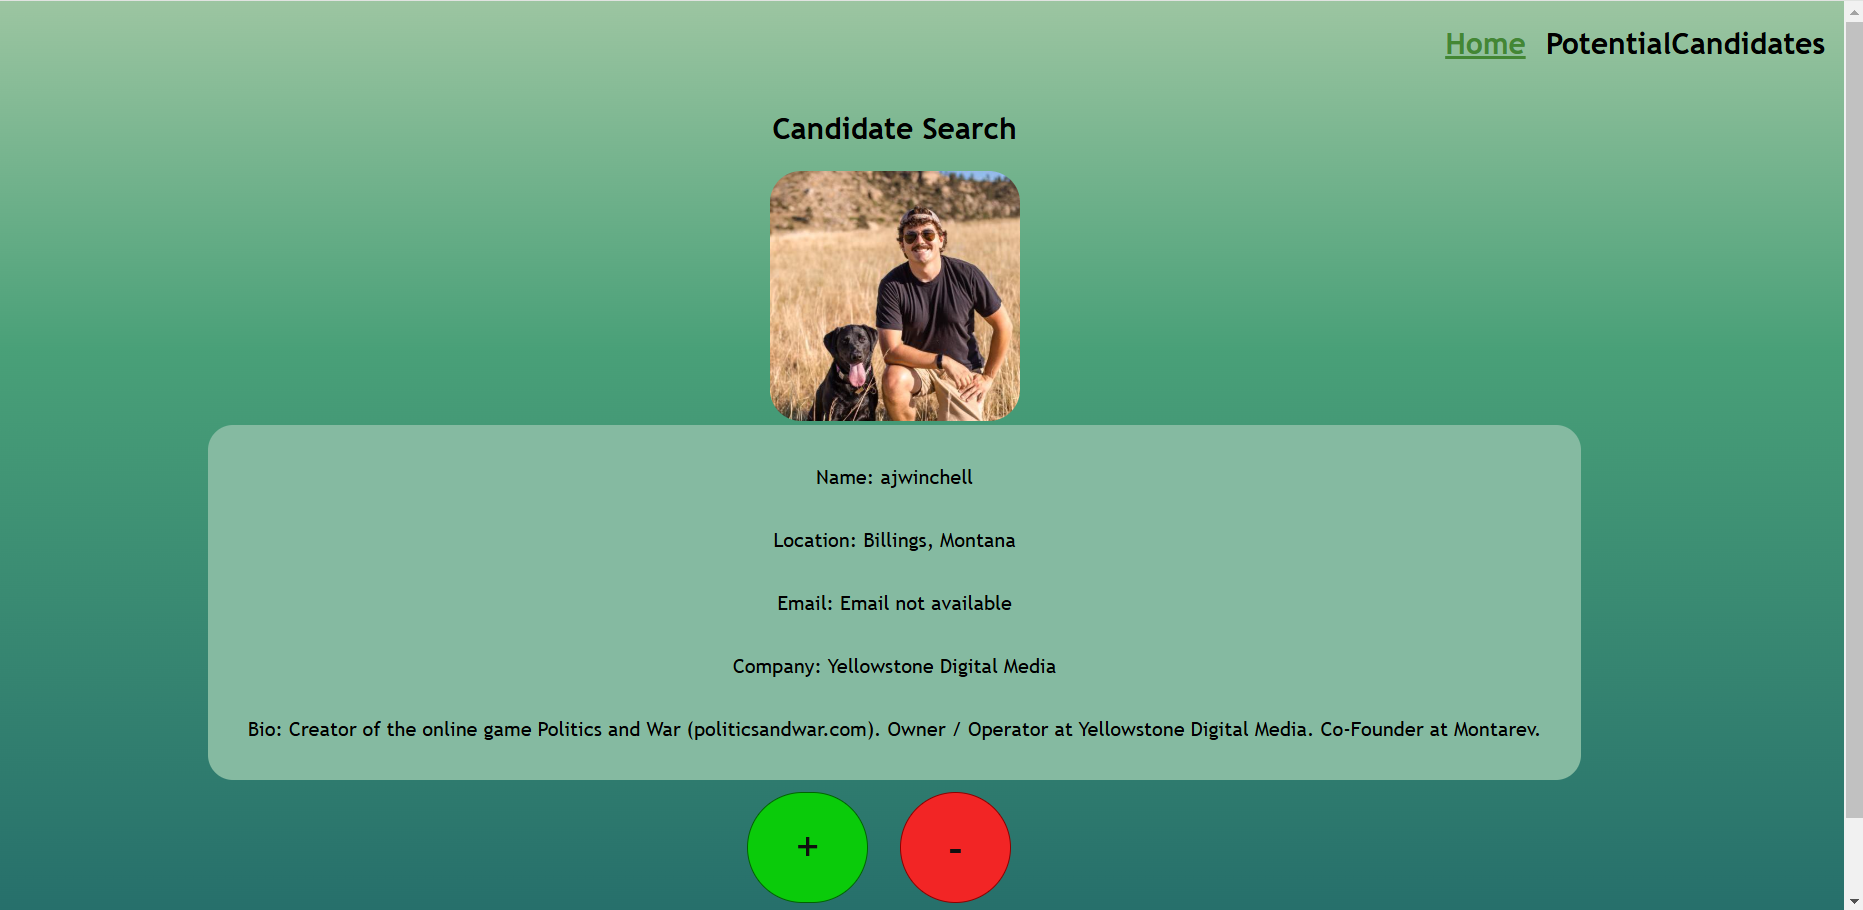 Home PotentialCandidates
Candidate Search
Name: ajwinchell
Location: Billings, Montana
Email: Email not available
Company: Yellowstone Digital Media
Bio: Creator of the online game Politics and War (politicsandwar.com). Owner / Operator at Yellowstone Digital Media. Co-Founder at Montarev.
+ -